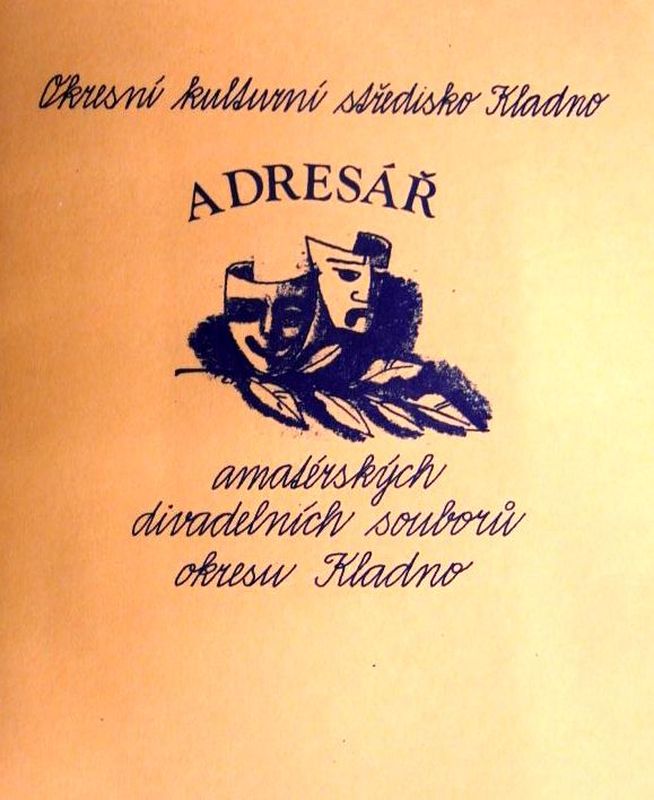 Okresní kulturní středisko Kladno
ADRESÁŘ
amatérských
divadelních souborů
okresu Kladno